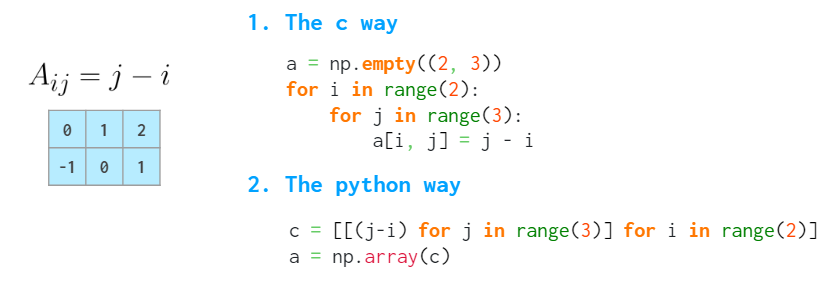 1. The c way
a = np.empty((2, 3))
for i in range(2):
    for j in range(3):
        a[i, j] = j - i
A_{ij} = j − i
0 1 2
-1 0 1
2. The python way
c = [[(j-i) for j in range(3)] for i in range(2)]
a = np.array(c)